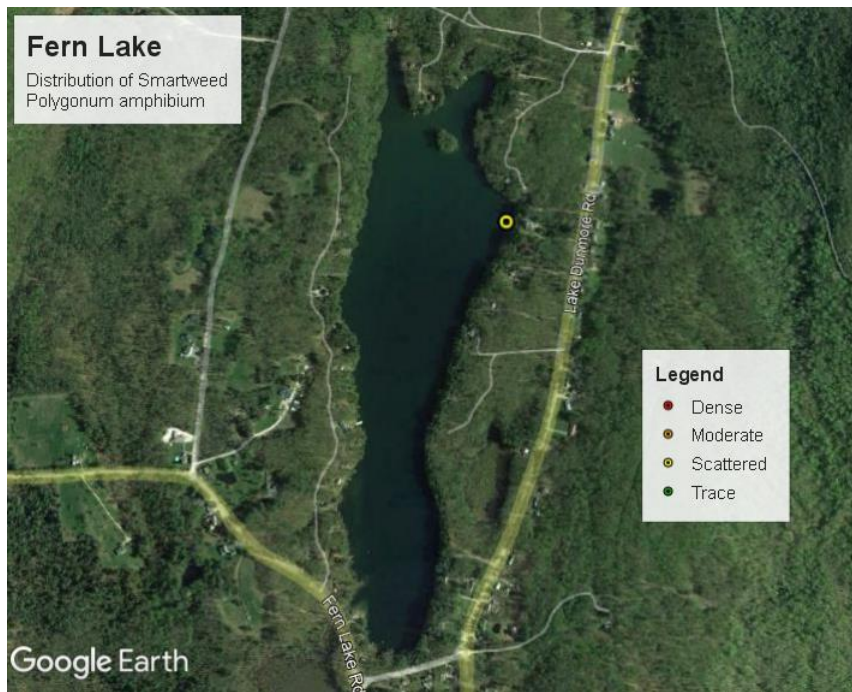 Fern Lake
Distribution of Smartweed
Polygonum amphibium
Lake Dunmore Rd
Legend
Dense
Moderate
Scattered
Trace
Fern Lake Rd
Google Earth